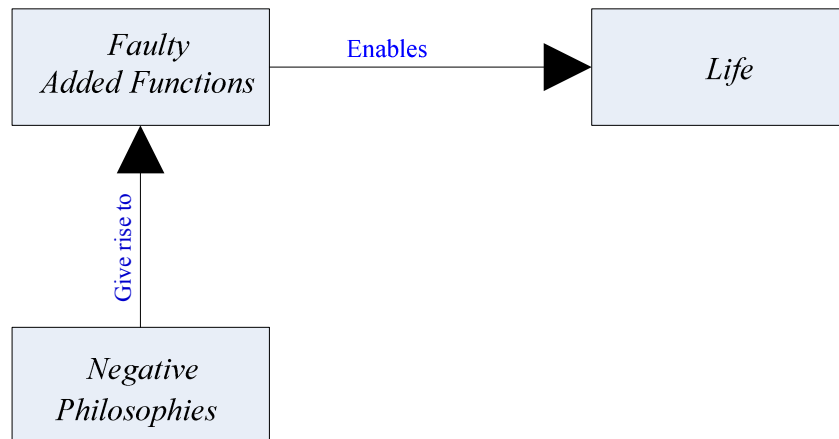 Faulty
Added Functions
Enables
Life
Give rise to
Negative
Philosophies